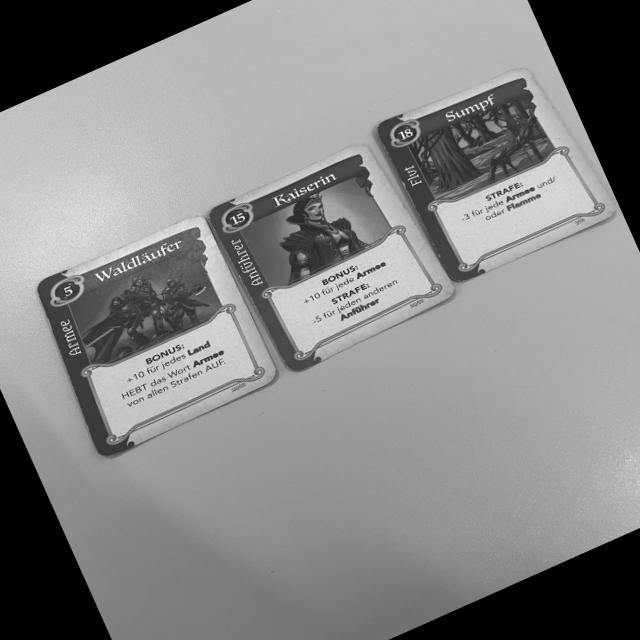 5
Waldläufer
Armee
BONUS:
+10 für jedes Land
HEBT das Wort Armee
von allen Strafen AUF.
15
Kaiserin
Anführer
BONUS:
+10 für jede Armee
STRAFE:
-5 für jeden anderen
Anführer
18
Sumpf
Flut
STRAFE:
-3 für jede Armee und/
oder Flamme